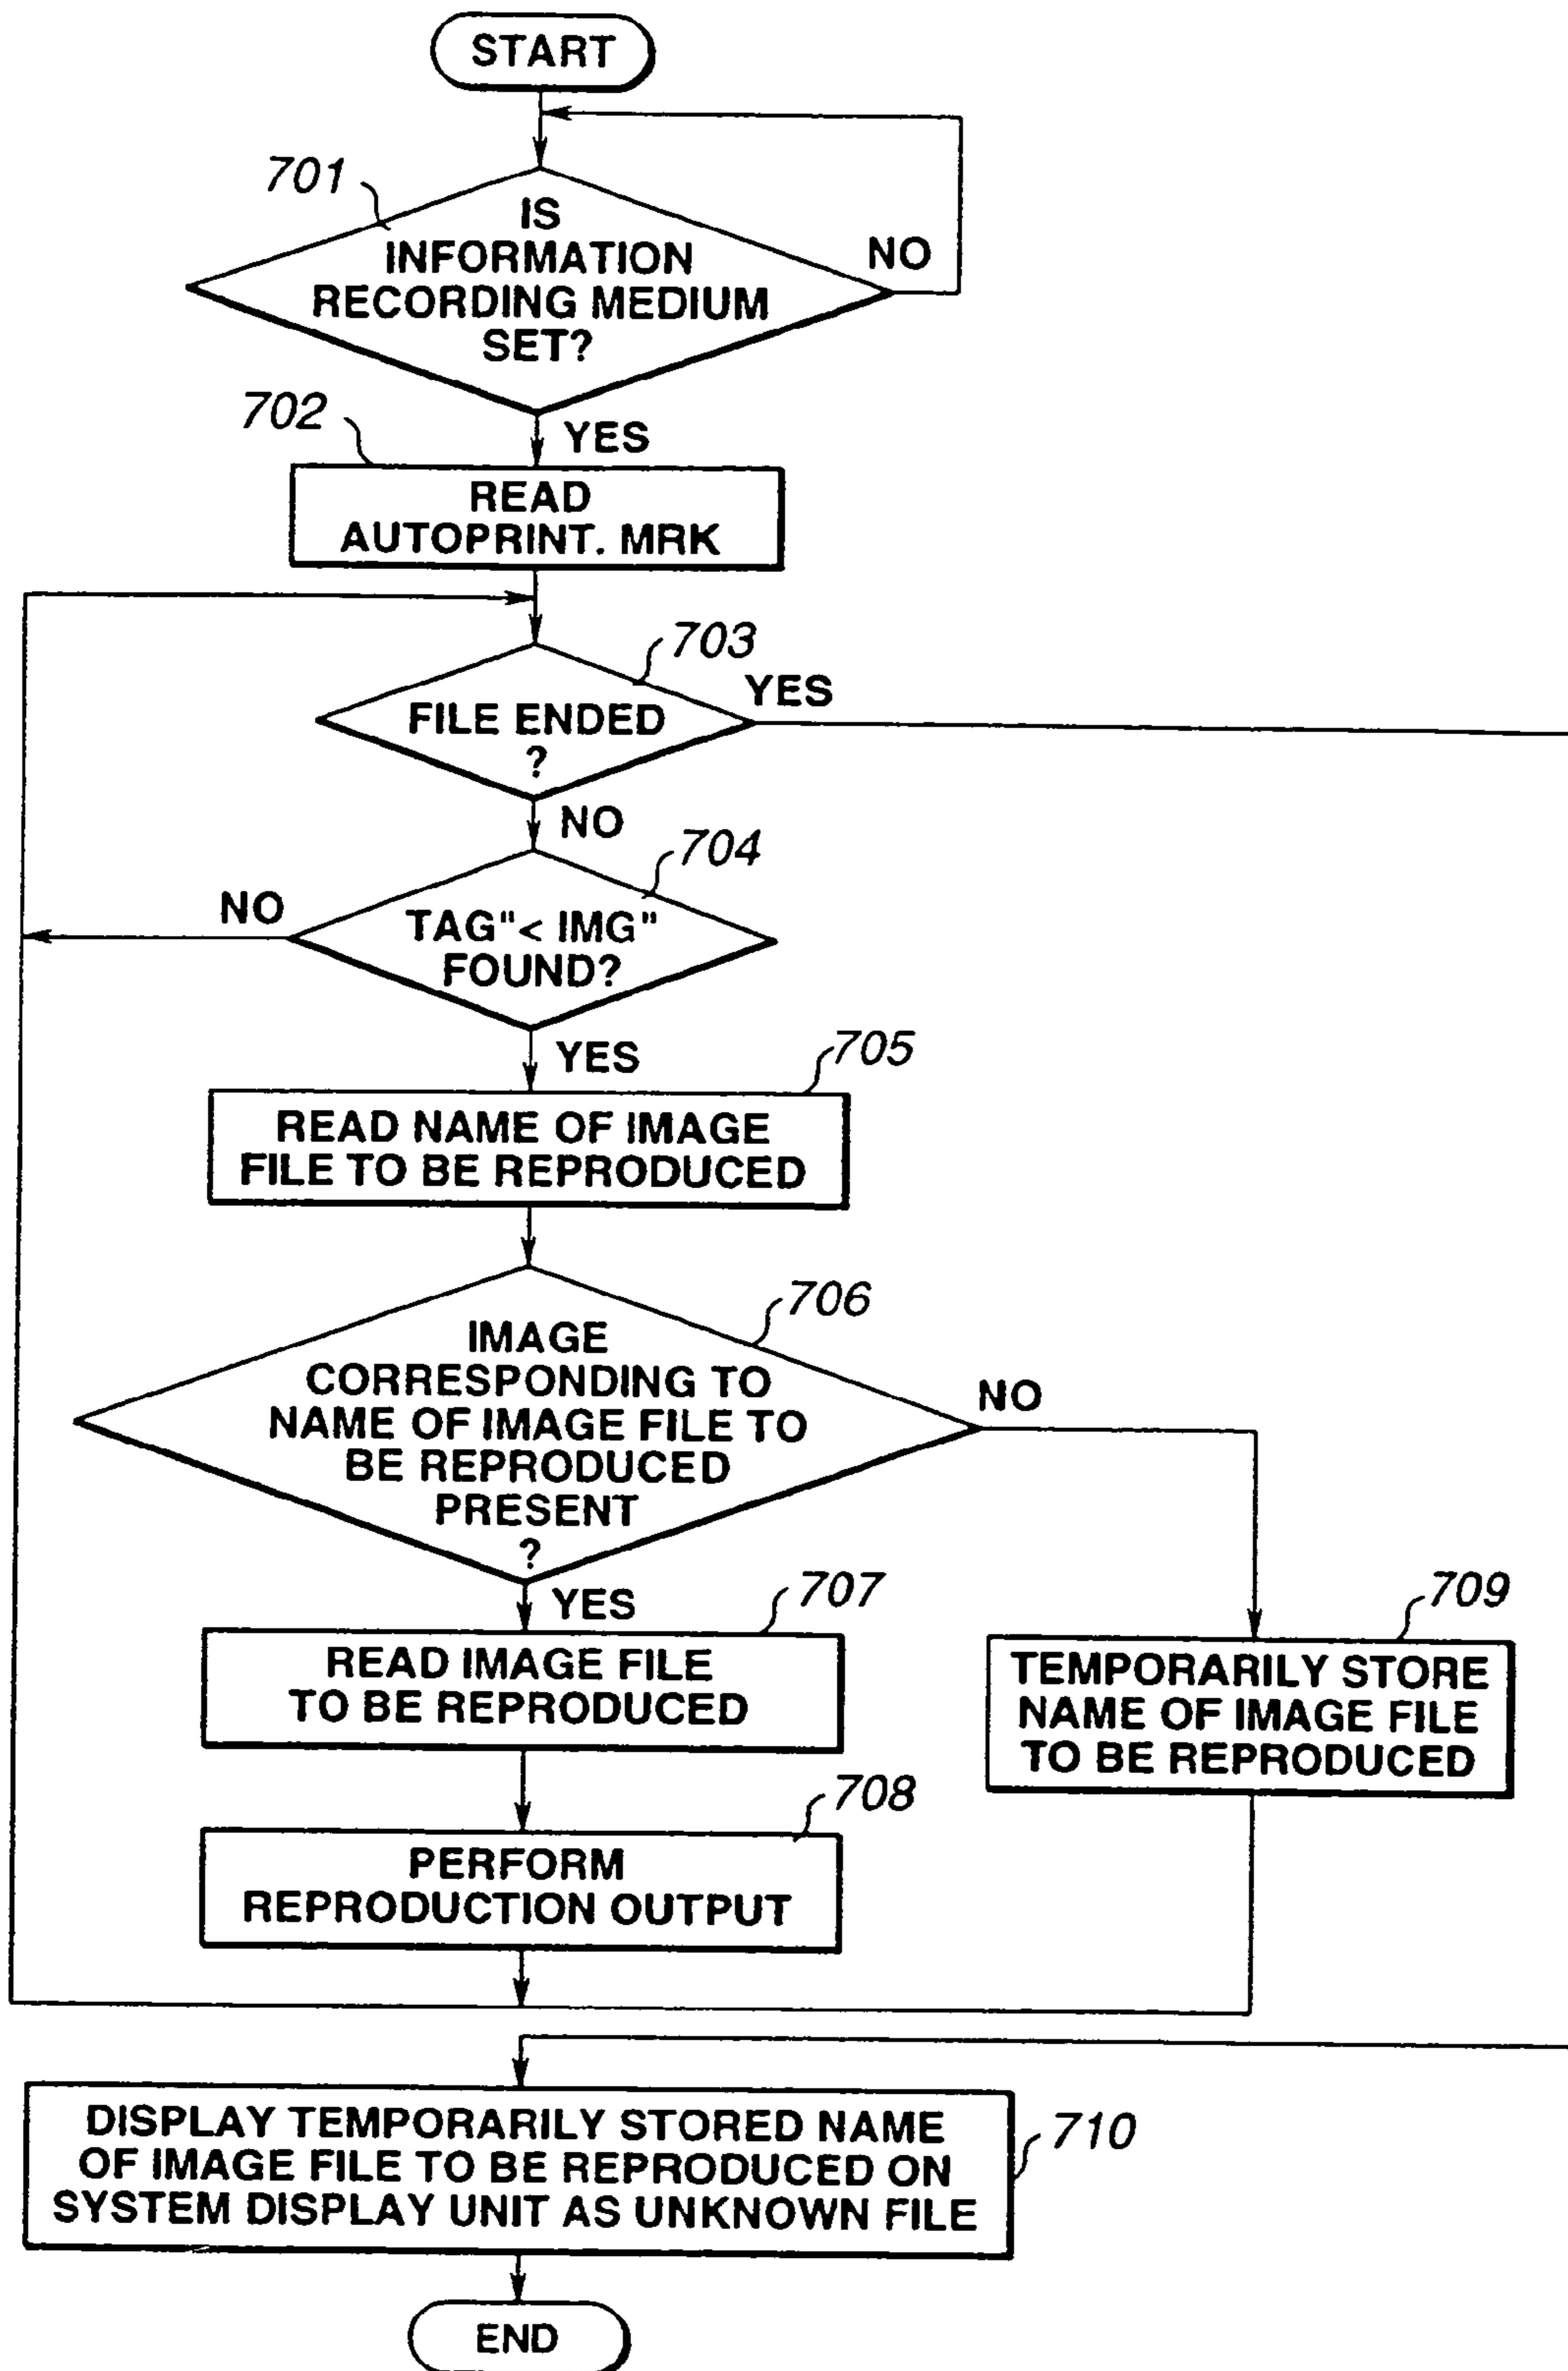 START
701
IS
INFORMATION
RECORDING MEDIUM
SET?
NO
702
YES
READ
AUTOPRINT. MRK
703
YES
FILE ENDED
?
NO
704
NO
TAG"< IMG"
FOUND?
YES
705
READ NAME OF IMAGE
FILE TO BE REPRODUCED
706
IMAGE
CORRESPONDING TO
NAME OF IMAGE FILE TO
BE REPRODUCED
PRESENT
?
NO
YES
707
READ IMAGE FILE
TO BE REPRODUCED
709
TEMPORARILY STORE
NAME OF IMAGE FILE
TO BE REPRODUCED
708
PERFORM
REPRODUCTION OUTPUT
DISPLAY TEMPORARILY STORED NAME
OF IMAGE FILE TO BE REPRODUCED ON
SYSTEM DISPLAY UNIT AS UNKNOWN FILE
710
END